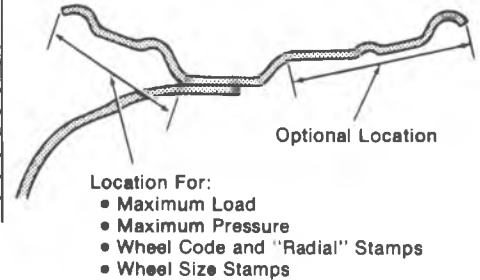 Optional Location
Location For:
• Maximum Load
• Maximum Pressure
• Wheel Code and "Radial" Stamps
• Wheel Size Stamps